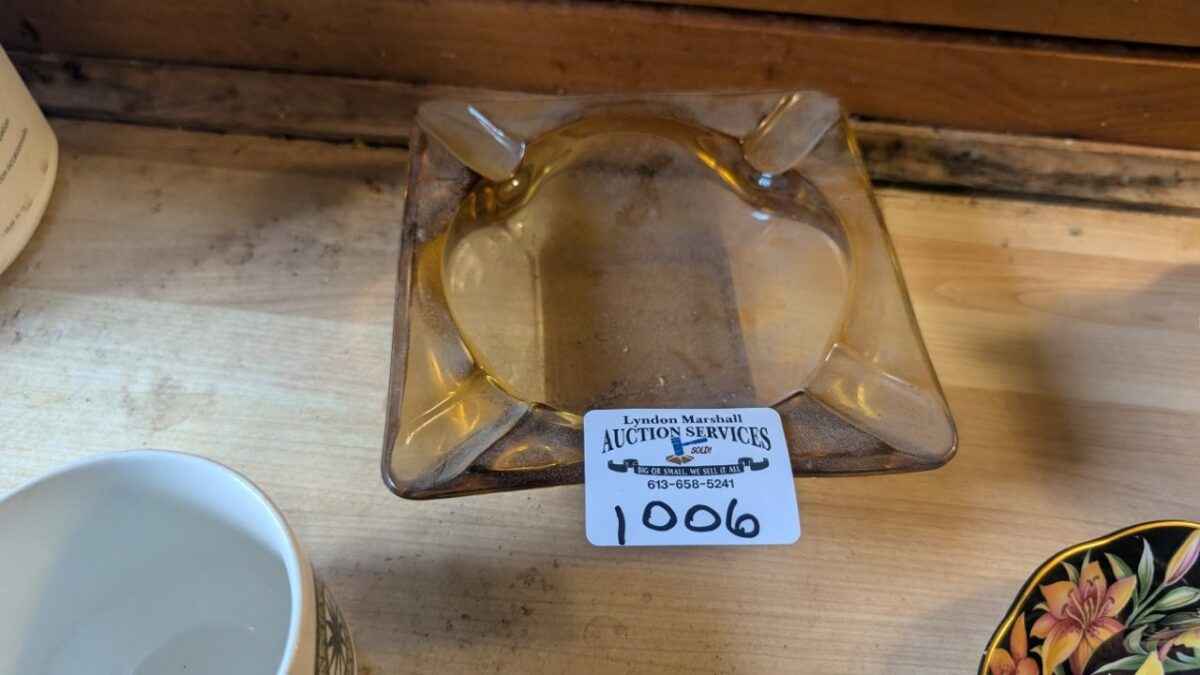 Lyndon Marshall
AUCTION SERVICES
SOLD!
BIG OR SMALL, WE SELL IT ALL
613-658-5241
1006